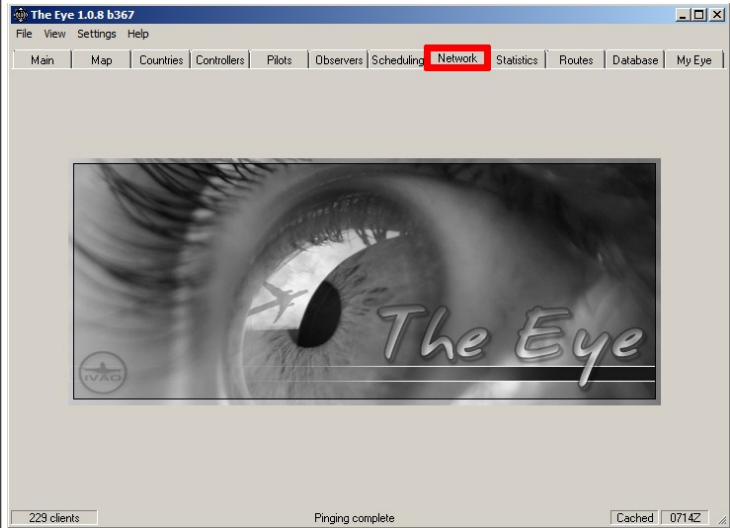 The Eye 1.0.8 b367
File View Settings Help
Main Map Countries Controllers Pilots Observers Scheduling Network Statistics Routes Database My Eye
The Eye
IVAO
229 clients Pinging complete Cached 0714Z